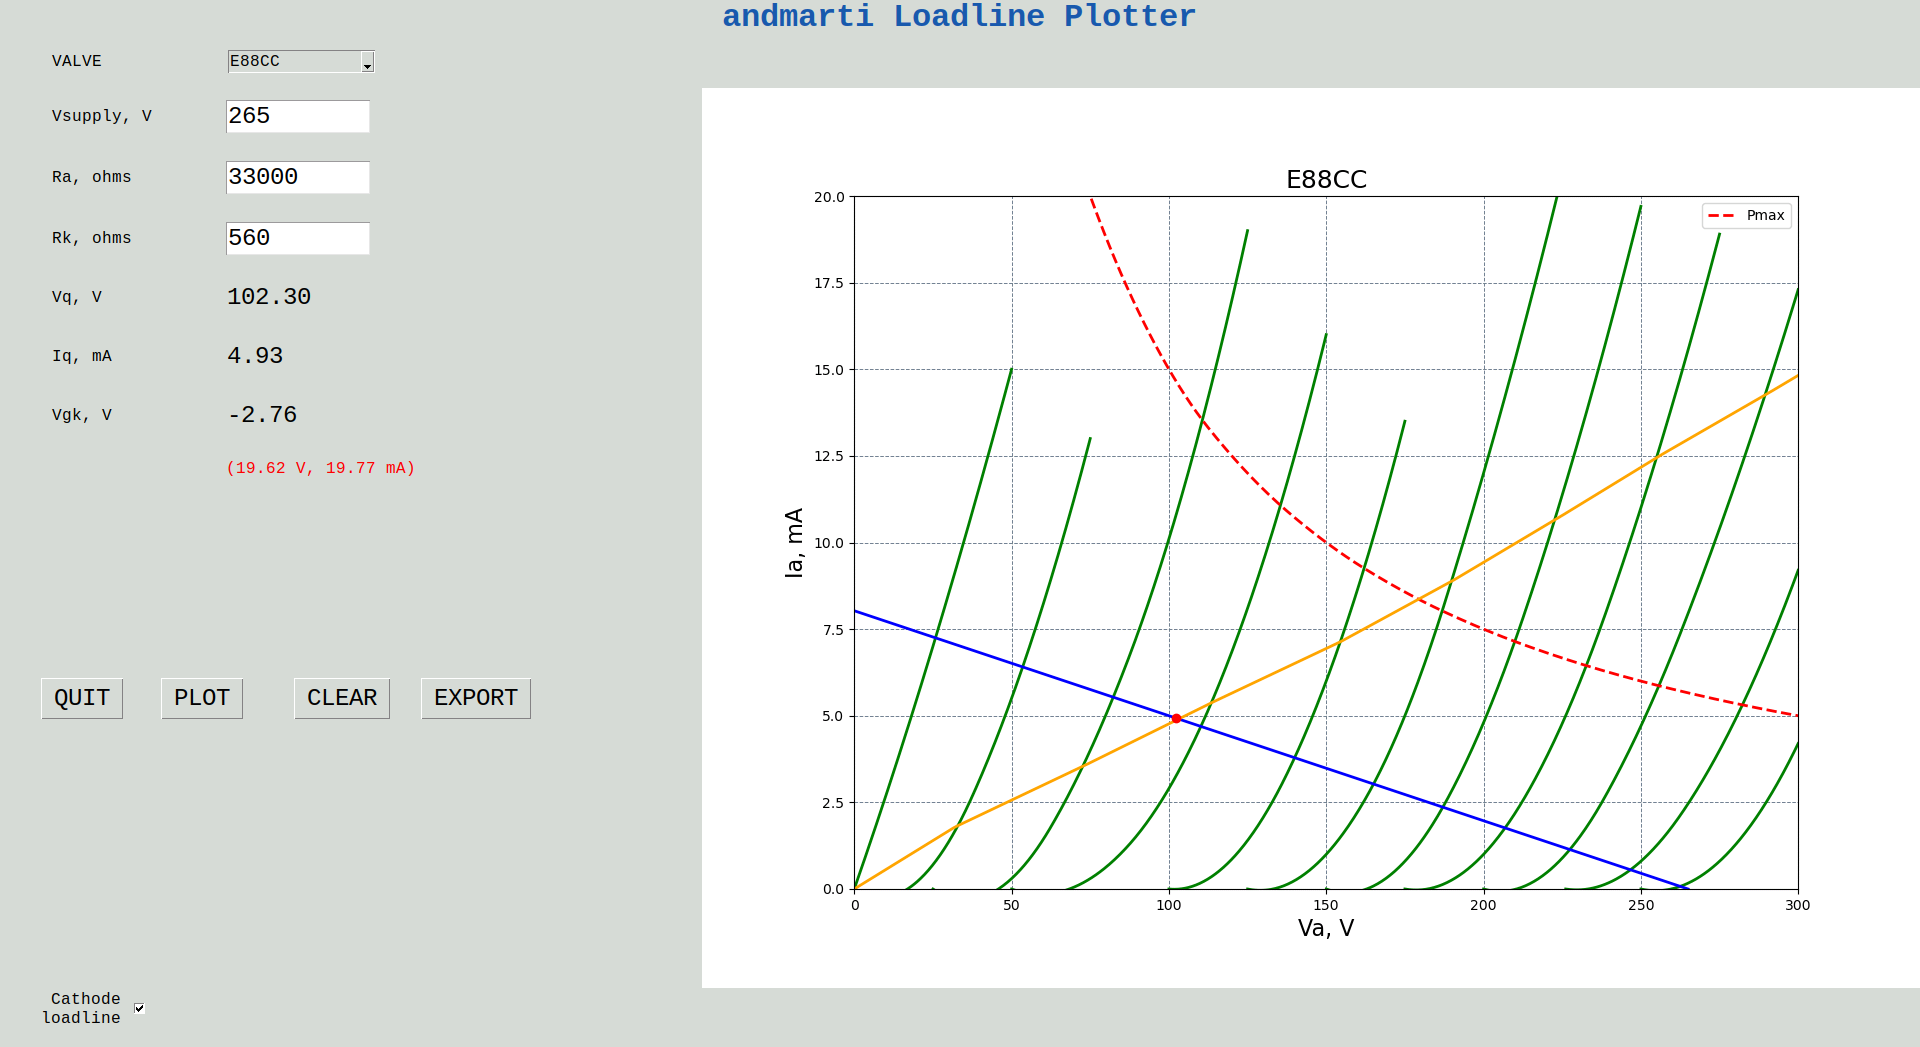 andmarti Loadline Plotter
VALVE E88CC
Vsupply, V 265
Ra, ohms 33000
Rk, ohms 560
Vq, V 102.30
Iq, mA 4.93
Vgk, V -2.76
(19.62 V, 19.77 mA)
QUIT PLOT CLEAR EXPORT
Cathode
loadline
E88CC
Pmax
20.0
17.5
15.0
12.5
10.0
7.5
5.0
2.5
0.0
Ia, mA
0 50 100 150 200 250 300
Va, V